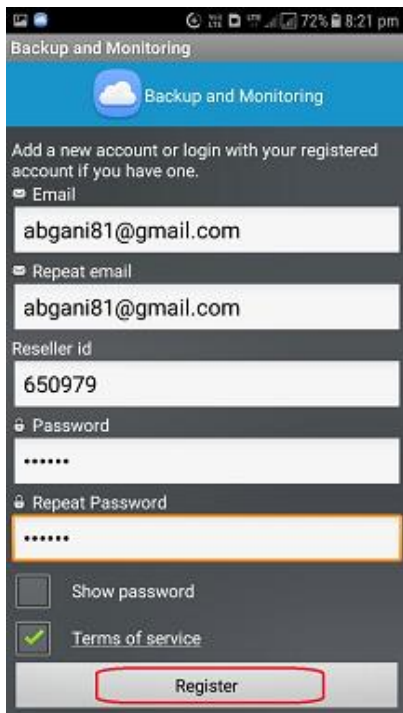 72% 8:21 pm
Backup and Monitoring
Backup and Monitoring
Add a new account or login with your registered
account if you have one.
Email
abgani81@gmail.com
Repeat email
abgani81@gmail.com
Reseller id
650979
Password
••••••
Repeat Password
••••••
Show password
Terms of service
Register